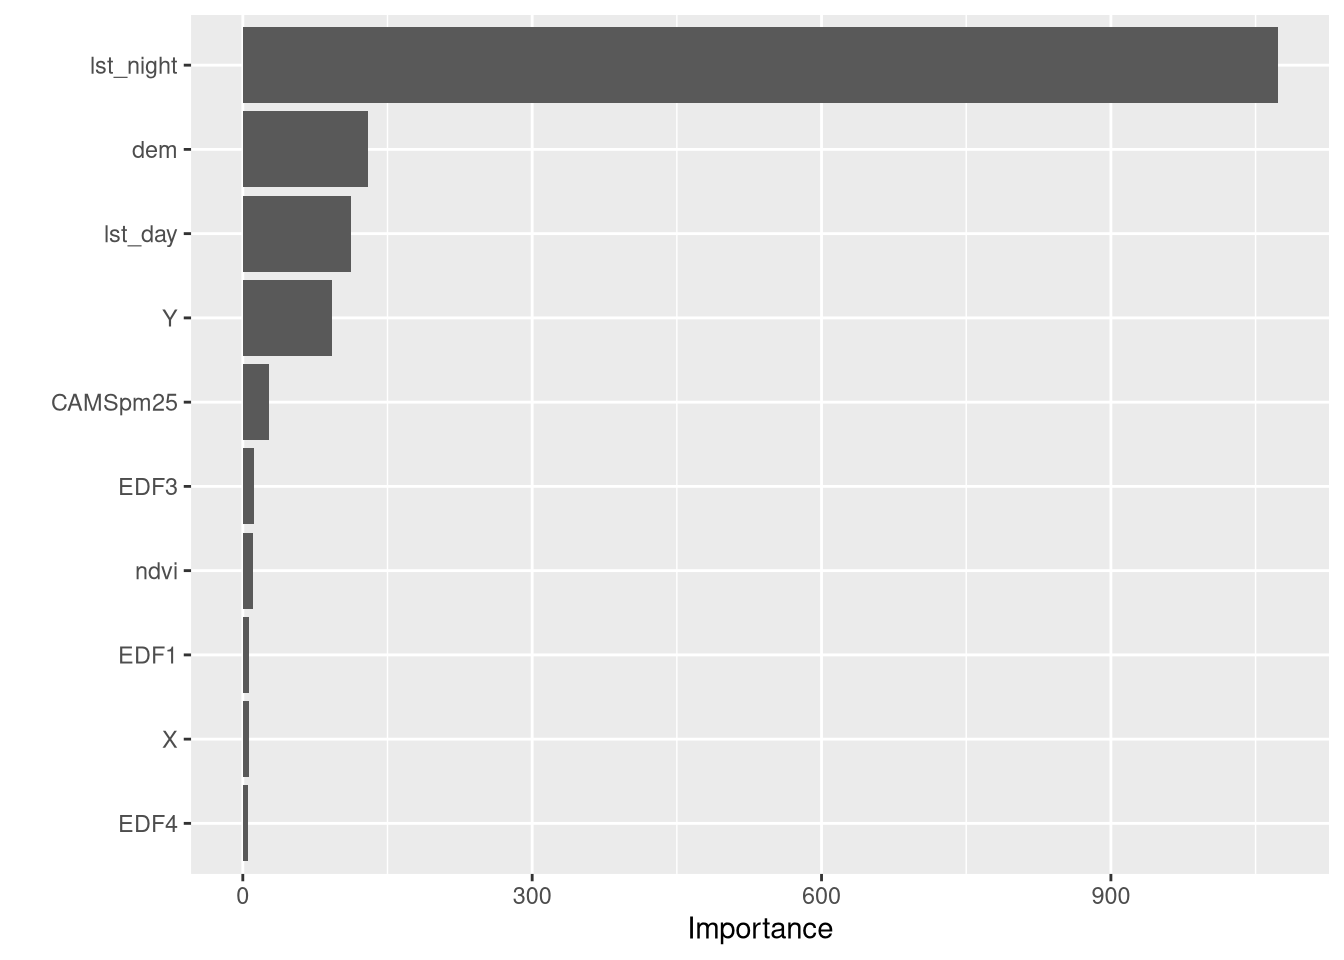 lst_night
dem
lst_day
Y
CAMSpm25
EDF3
ndvi
EDF1
X
EDF4
0 300 600 900
Importance